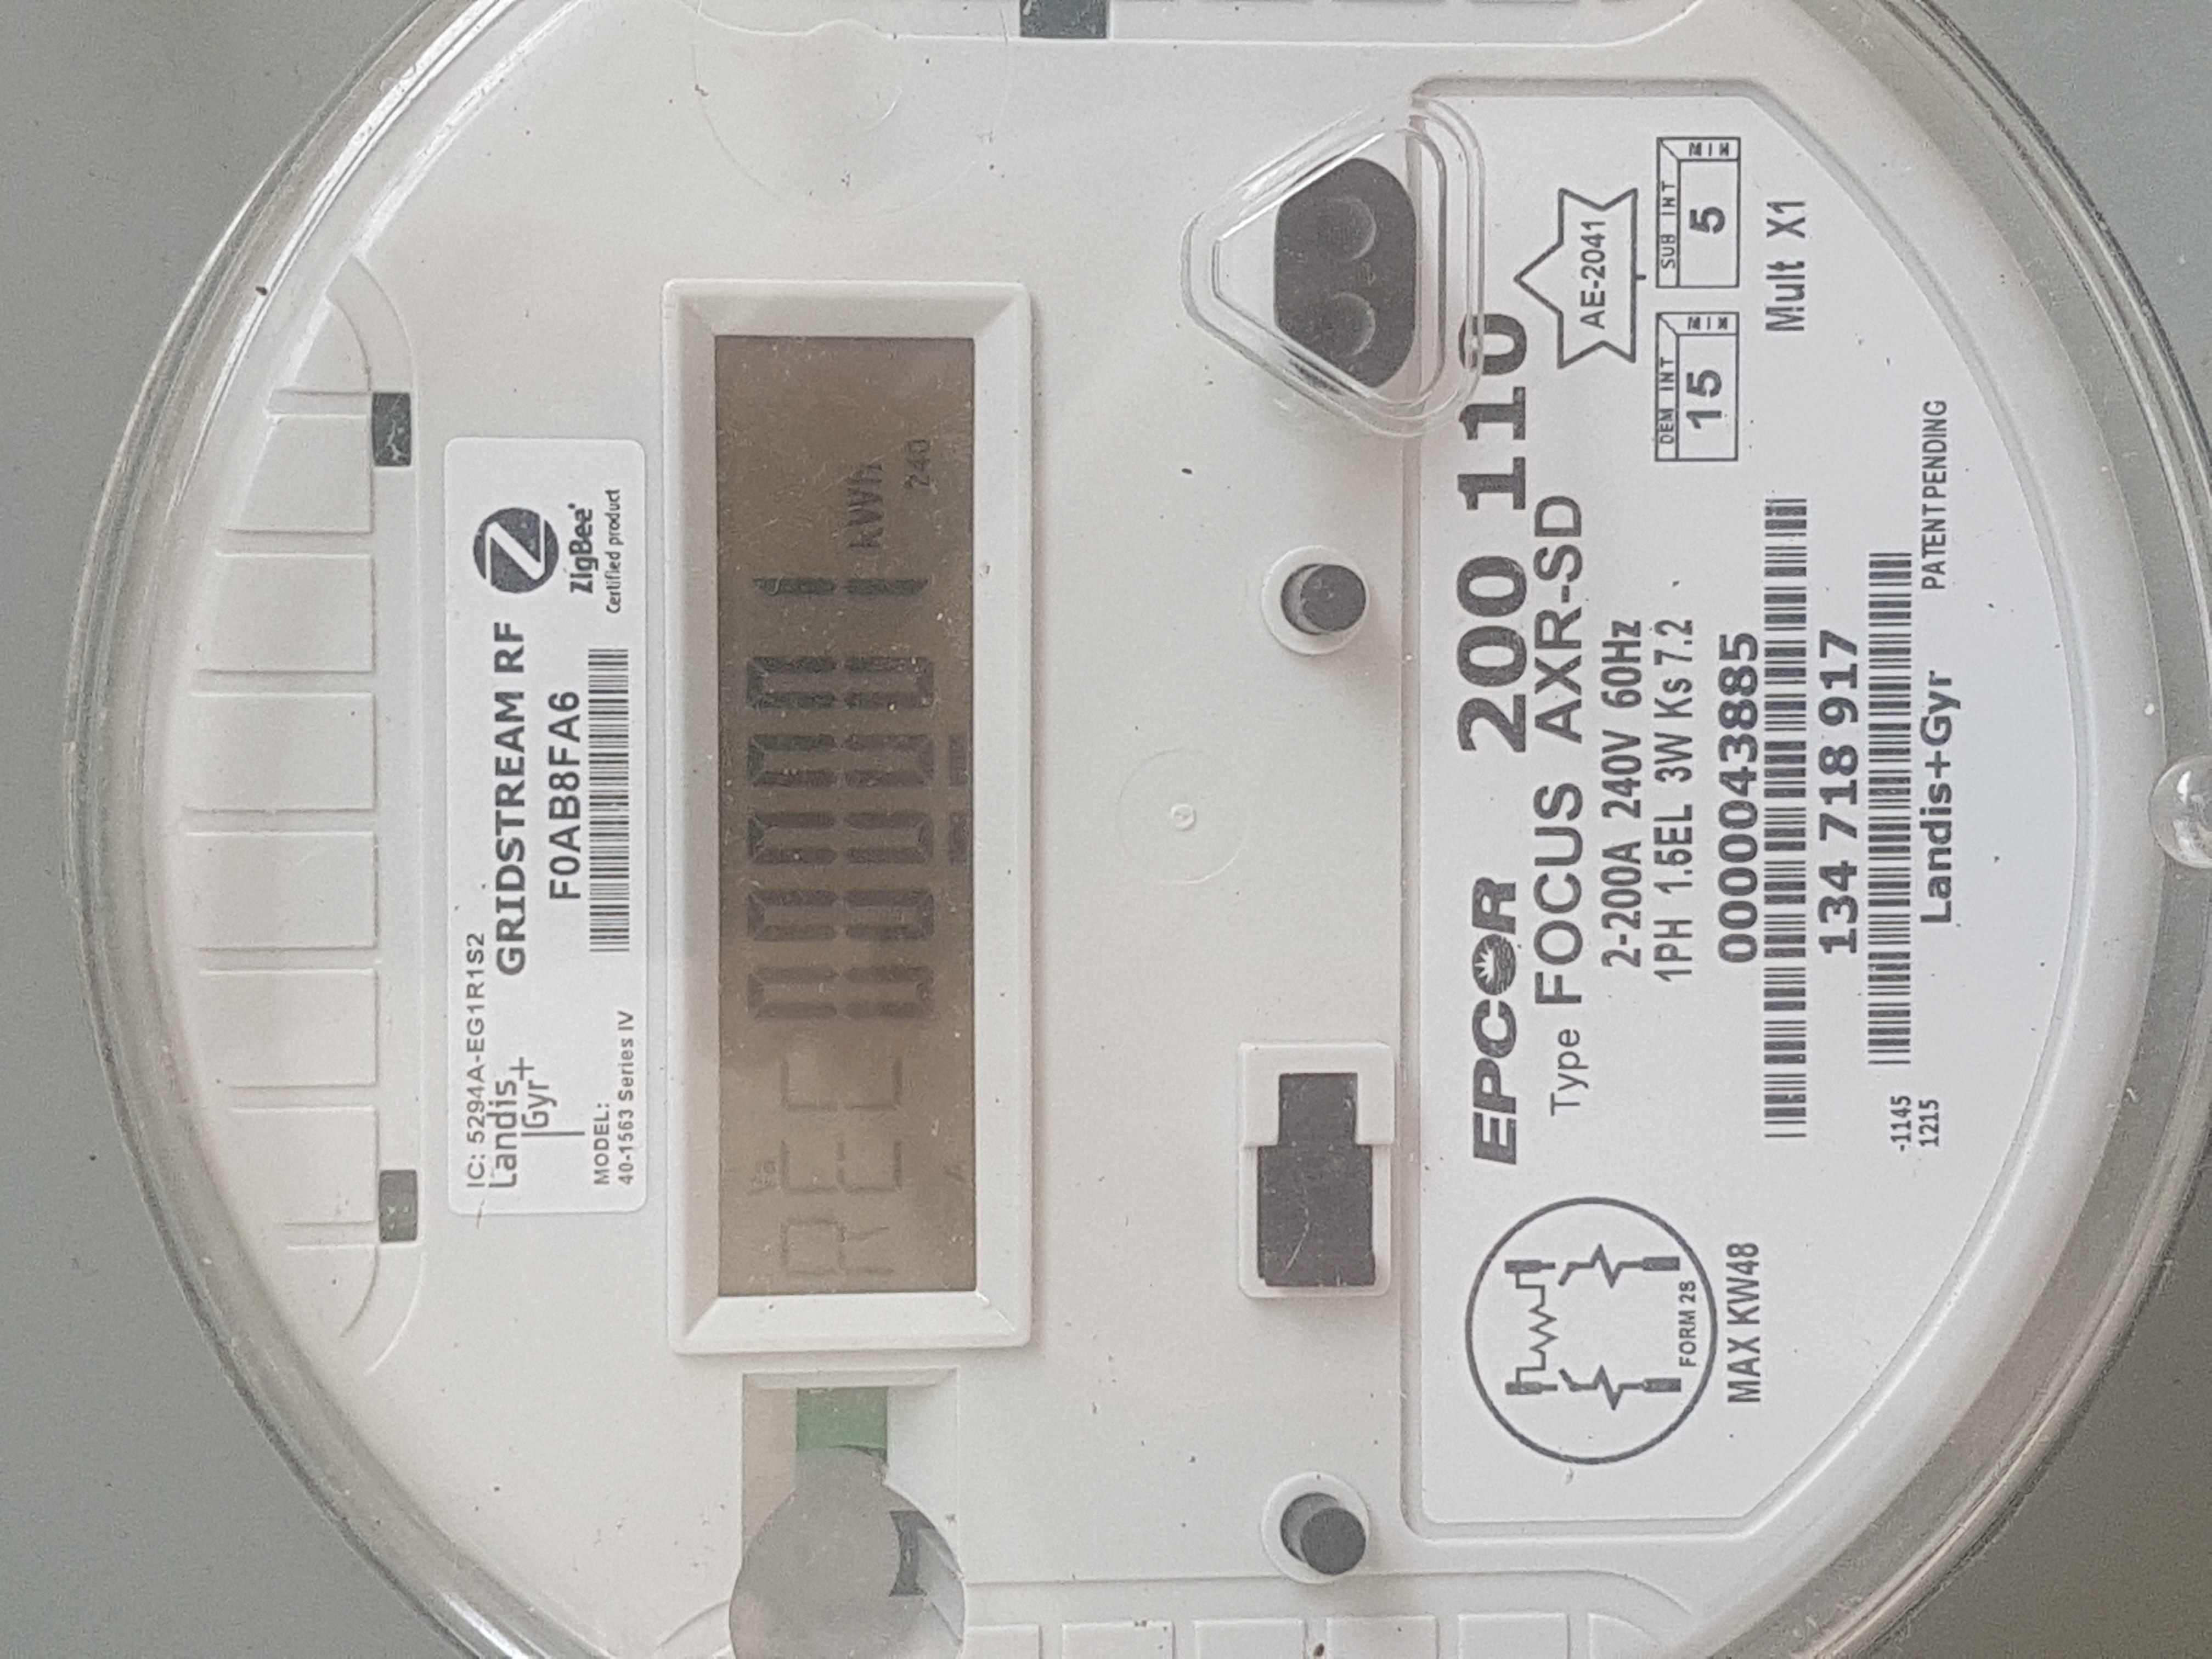 IC: 5294A-EG1R1S2
Landis
Gyr+
GRIDSTREAM RF
F0AB8FA6
ZigBee
Certified product
MODEL:
40-1563 Series IV
REC 000001 kWh
240
EPCOR 200 110
Type FOCUS AXR-SD
2-200A 240V 60Hz
1PH 1.5EL 3W Ks 7.2
FORM 2S
MAX KW48
AE-2041
DEM INT
15
MIN
SUB INT
5
MIN
Mult X1
0000043885
134 718 917
-1145
1215
Landis+Gyr
PATENT PENDING